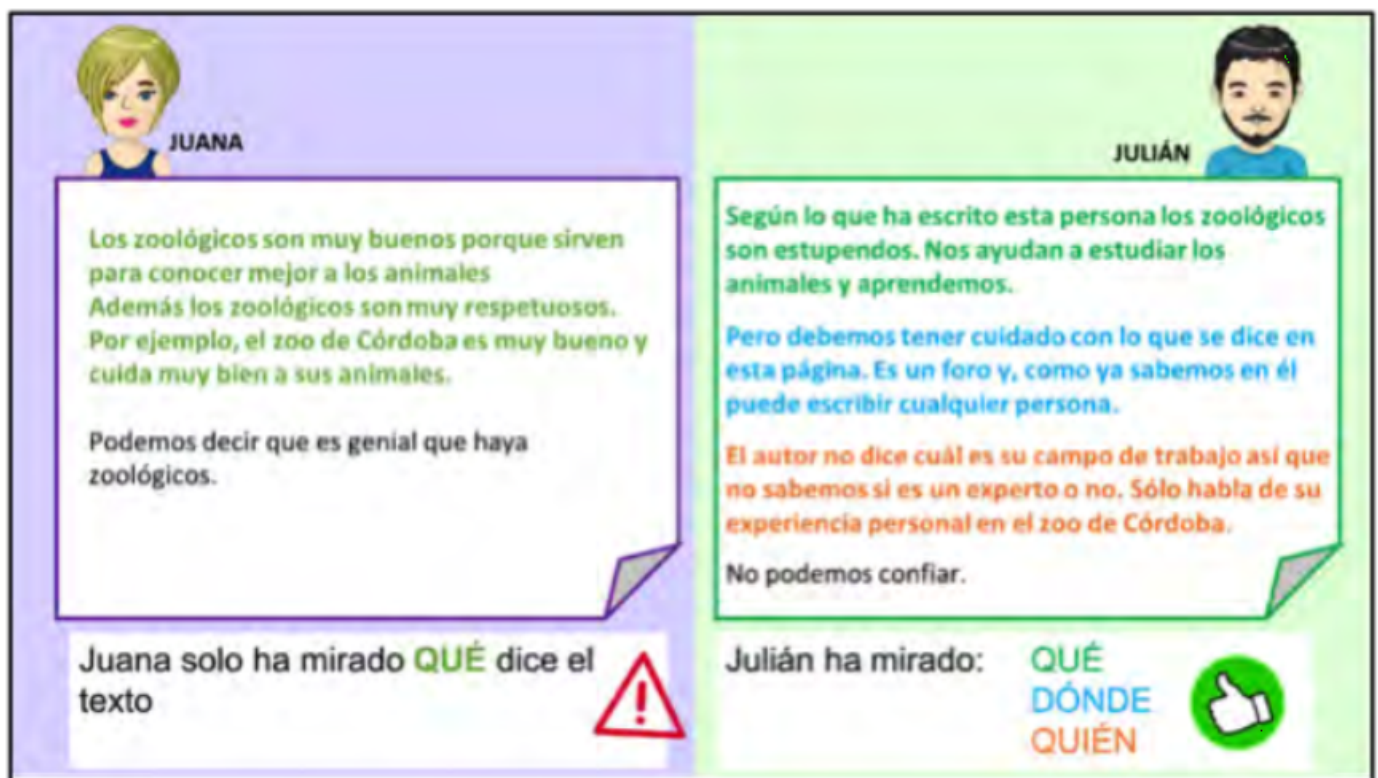 JUANA
Los zoológicos son muy buenos porque sirven
para conocer mejor a los animales
Además los zoológicos son muy respetuosos.
Por ejemplo, el zoo de Córdoba es muy bueno y
cuida muy bien a sus animales.
Podemos decir que es genial que haya
zoológicos.
Juana solo ha mirado QUÉ dice el
texto
JULIÁN
Según lo que ha escrito esta persona los zoológicos
son estupendos. Nos ayudan a estudiar los
animales y aprendemos.
Pero debemos tener cuidado con lo que se dice en
esta página. Es un foro y, como ya sabemos en él
puede escribir cualquier persona.
El autor no dice cuál es su campo de trabajo así que
no sabemos si es un experto o no. Sólo habla de su
experiencia personal en el zoo de Córdoba.
No podemos confiar.
Julián ha mirado: QUÉ
DÓNDE
QUIÉN